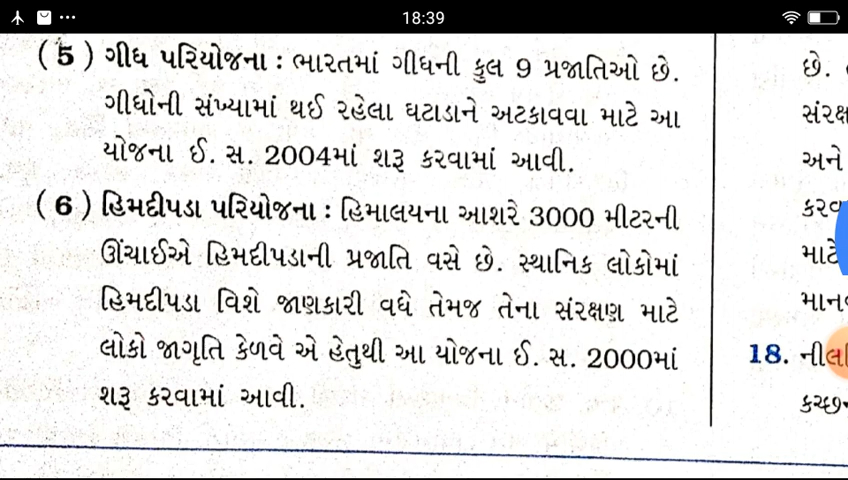 18:39
(5) ગીધ પરિયોજના : ભારતમાં ગીધની કુલ 9 પ્રજાતિઓ છે.
ગીધોની સંખ્યામાં થઈ રહેલા ઘટાડાને અટકાવવા માટે આ
યોજના ઈ. સ. 2004માં શરૂ કરવામાં આવી.
(6) હિમદીપડા પરિયોજના : હિમાલયના આશરે 3000 મીટરની
ઊંચાઈએ હિમદીપડાની પ્રજાતિ વસે છે. સ્થાનિક લોકોમાં
હિમદીપડા વિશે જાણકારી વધે તેમજ તેના સંરક્ષણ માટે
લોકો જાગૃતિ કેળવે એ હેતુથી આ યોજના ઈ. સ. 2000માં
શરૂ કરવામાં આવી.
છે.
અને
માટે
18.